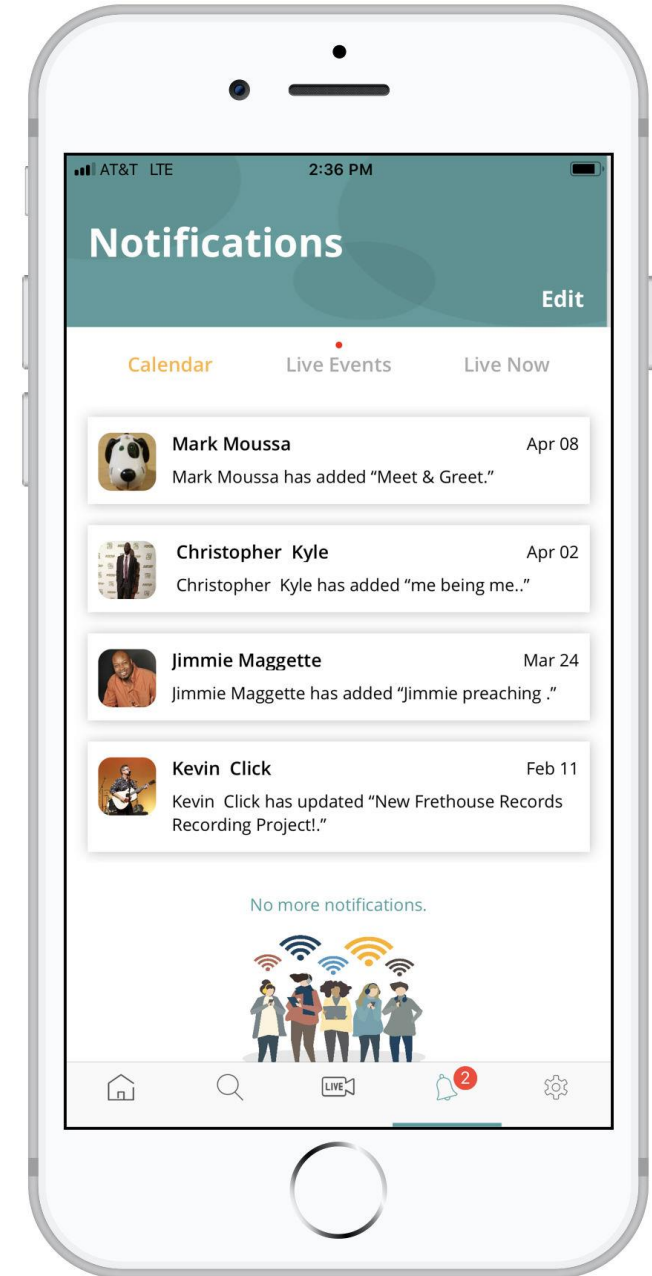 AT&T LTE 2:36 PM
Notifications
Edit
Calendar Live Events Live Now
Mark Moussa Apr 08
Mark Moussa has added “Meet & Greet.”
Christopher Kyle Apr 02
Christopher Kyle has added “me being me..”
Jimmie Maggette Mar 24
Jimmie Maggette has added “Jimmie preaching .”
Kevin Click Feb 11
Kevin Click has updated “New Frethouse Records
Recording Project!.”
No more notifications.
LIVE 2